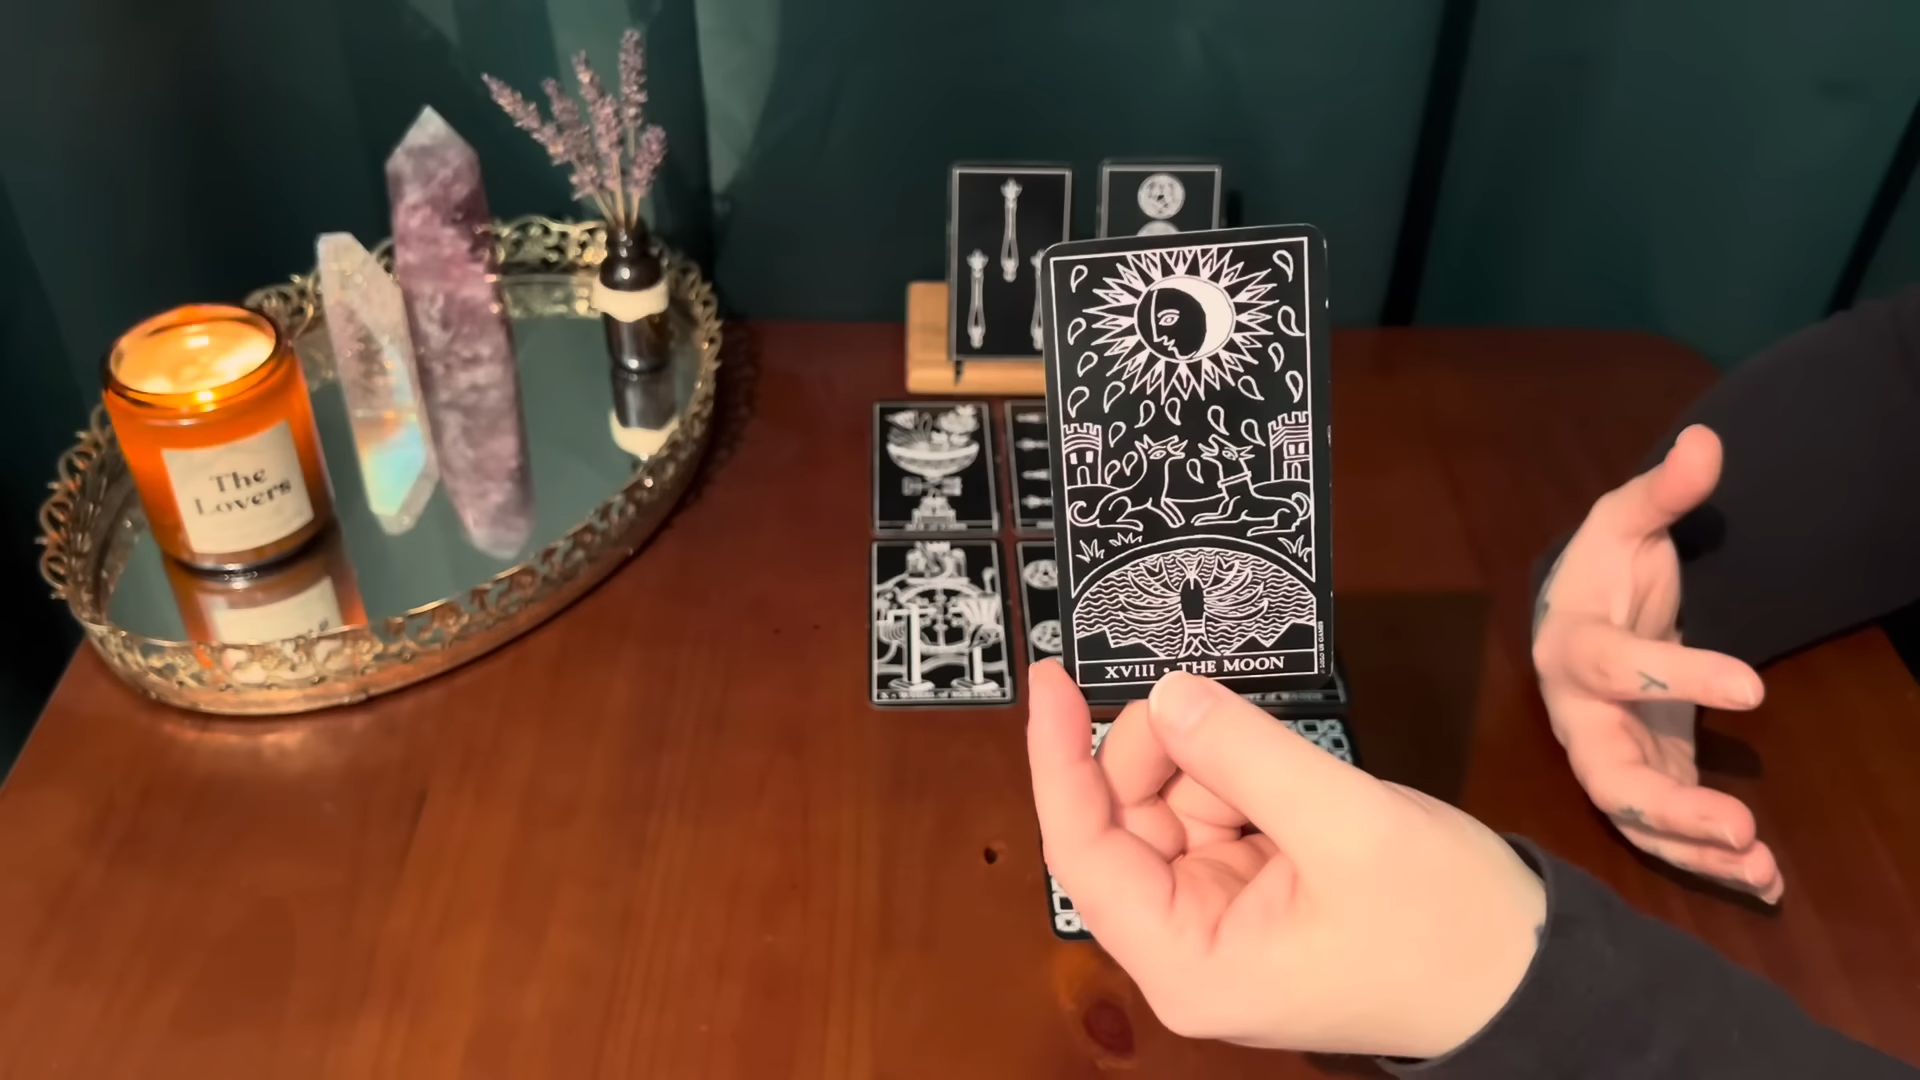 The
Lovers
XVIII • THE MOON